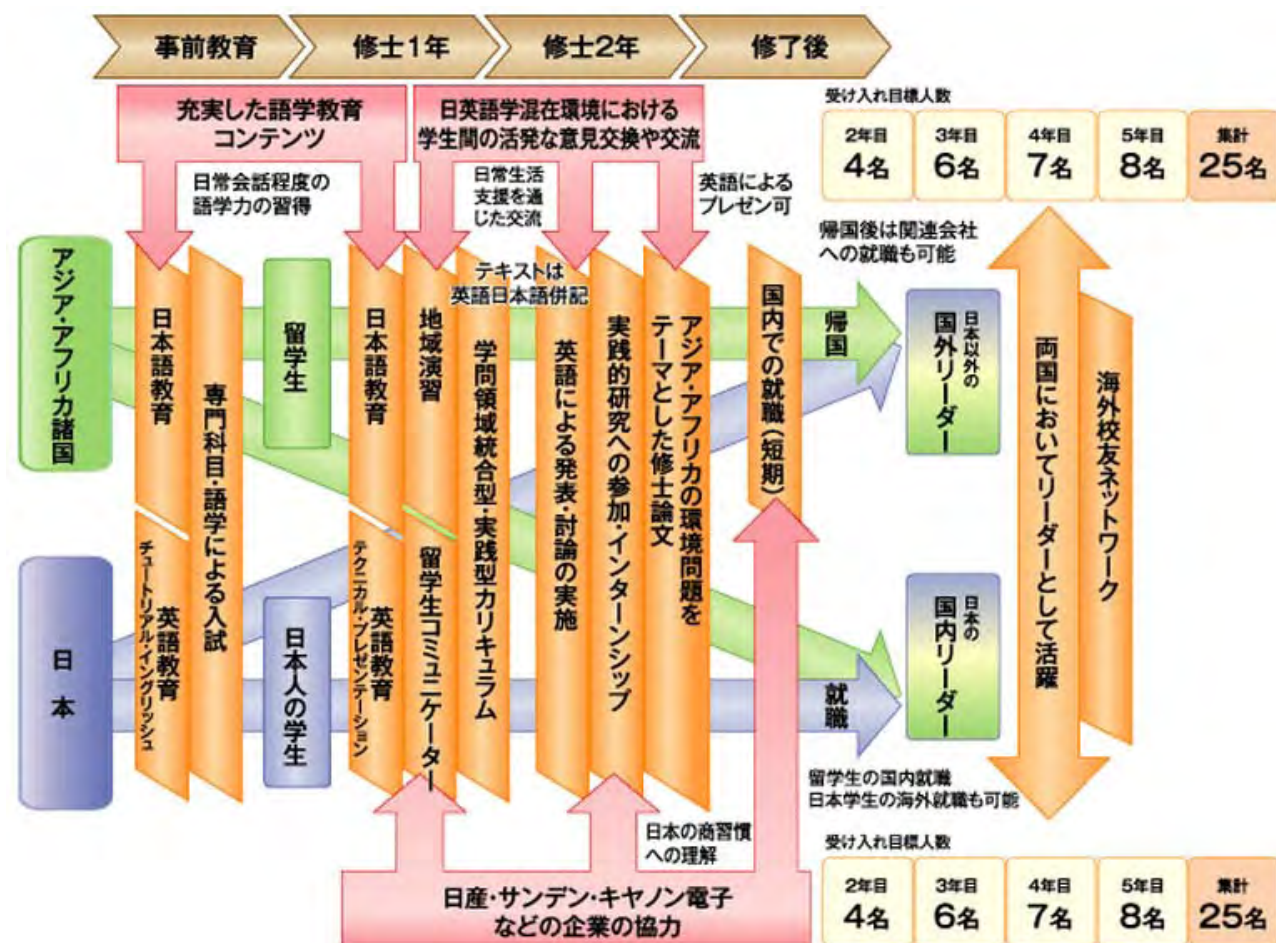 事前教育
修士1年
修士2年
修了後
充実した語学教育
コンテンツ
日英語学混在環境における
学生間の活発な意見交換や交流
日常会話程度の
語学力の習得
日常生活
支援を通
じた交流
英語による
プレゼン可
受け入れ目標人数
2年目
4名
3年目
6名
4年目
7名
5年目
8名
集計
25名
帰国後は関連会社
への就職も可能
アジア・アフリカ諸国
日本語教育
専門科目・語学による入試
留学生
日本語教育
地域演習
テキストは
英語日本語併記
学問領域統合型・実践型カリキュラム
英語による発表・討論の実施
実践的研究への参加・インターンシップ
アジア・アフリカの環境問題を
テーマとした修士論文
国内での就職(短期)
帰国
日本以外の
国外リーダー
両国においてリーダーとして活躍
海外校友ネットワーク
日本
英語教育
チュートリアル・イングリッシュ
日本人の学生
英語教育
テクニカル・プレゼンテーション
留学生コミュニケーター
就職
日本の
国内リーダー
留学生の国内就職
日本学生の海外就職も可能
日本の商習慣
への理解
日産・サンデン・キヤノン電子
などの企業の協力
受け入れ目標人数
2年目
4名
3年目
6名
4年目
7名
5年目
8名
集計
25名